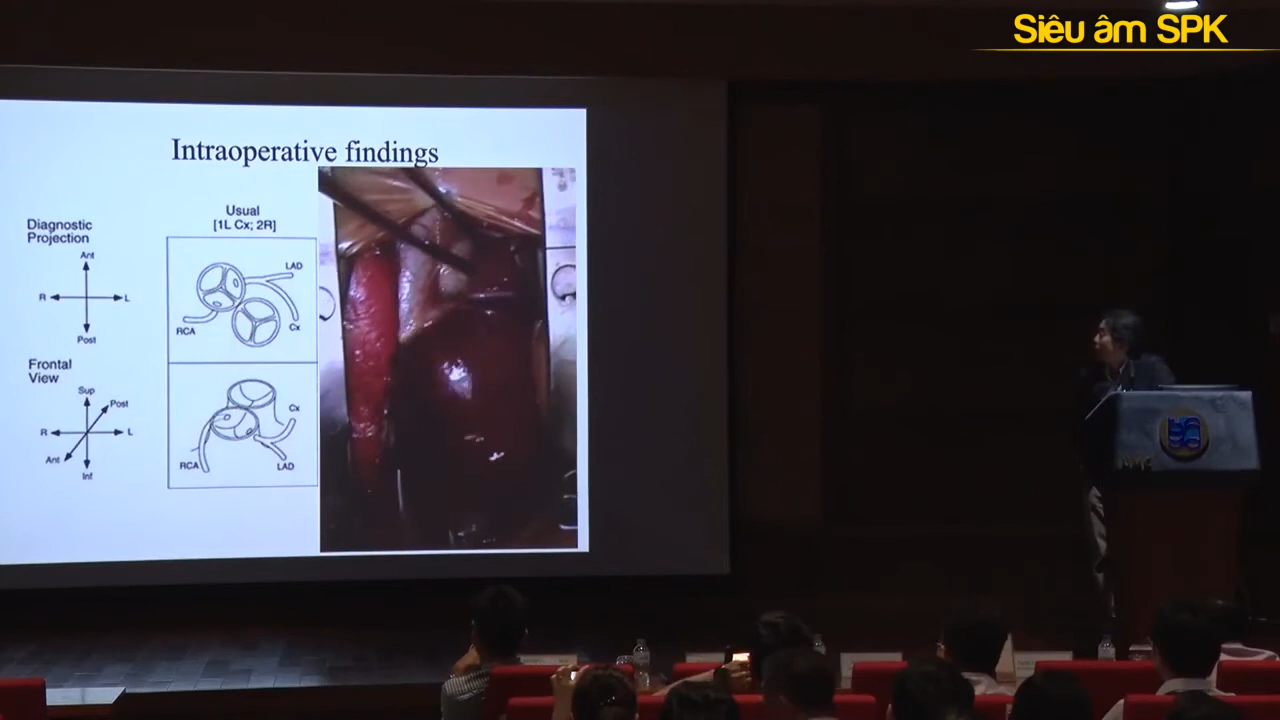 Siêu âm SPK
Intraoperative findings
Diagnostic
Projection
Ant
R
L
Post
Frontal
View
Sup
Post
R
L
Ant
Inf
Usual
[1L Cx; 2R]
LAD
RCA
Cx
Cx
RCA
LAD